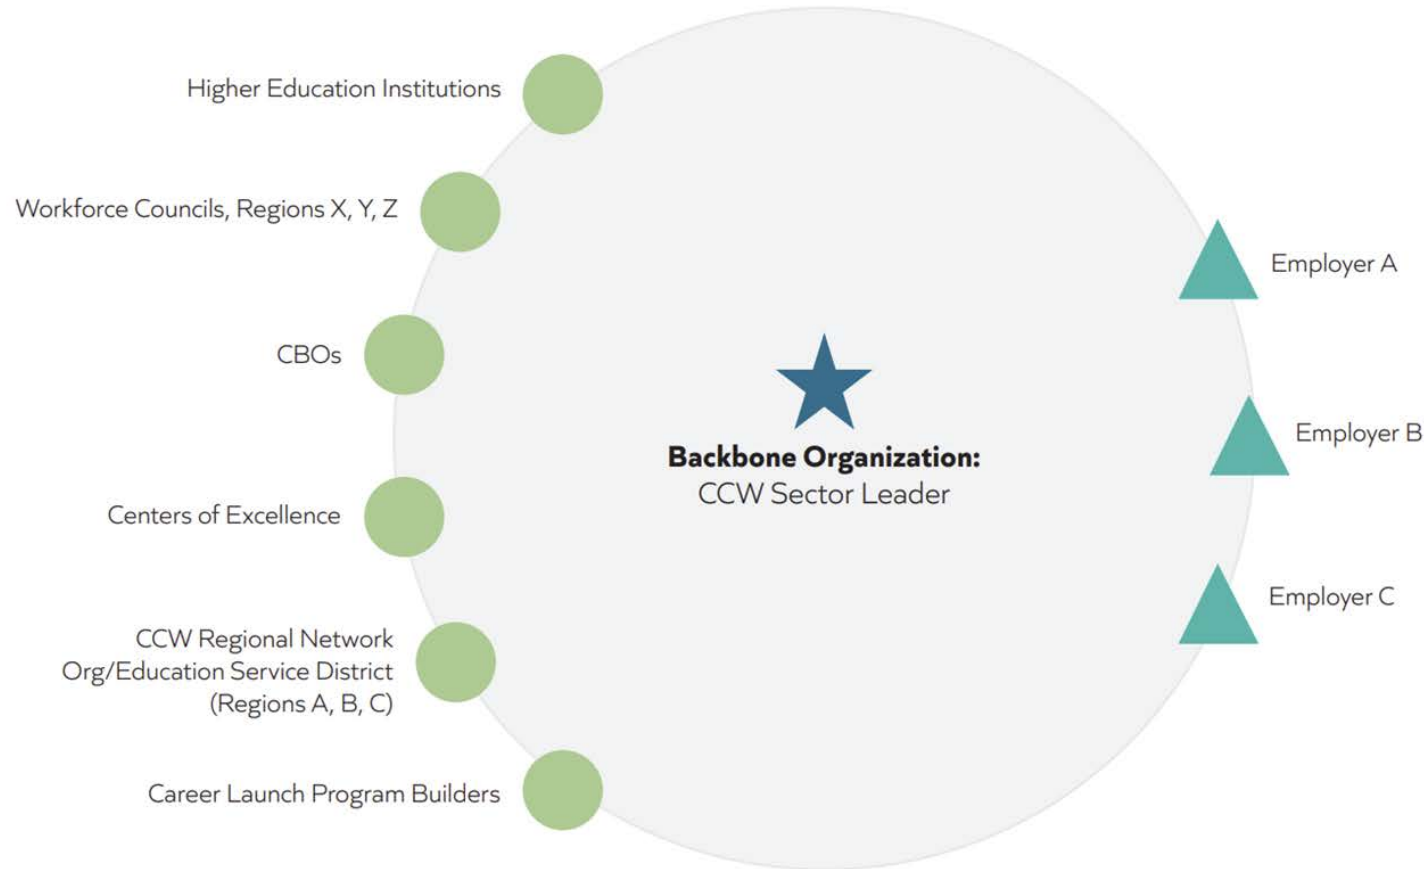 Higher Education Institutions
Workforce Councils, Regions X, Y, Z
CBOs
Centers of Excellence
CCW Regional Network
Org/Education Service District
(Regions A, B, C)
Career Launch Program Builders
Backbone Organization:
CCW Sector Leader
Employer A
Employer B
Employer C